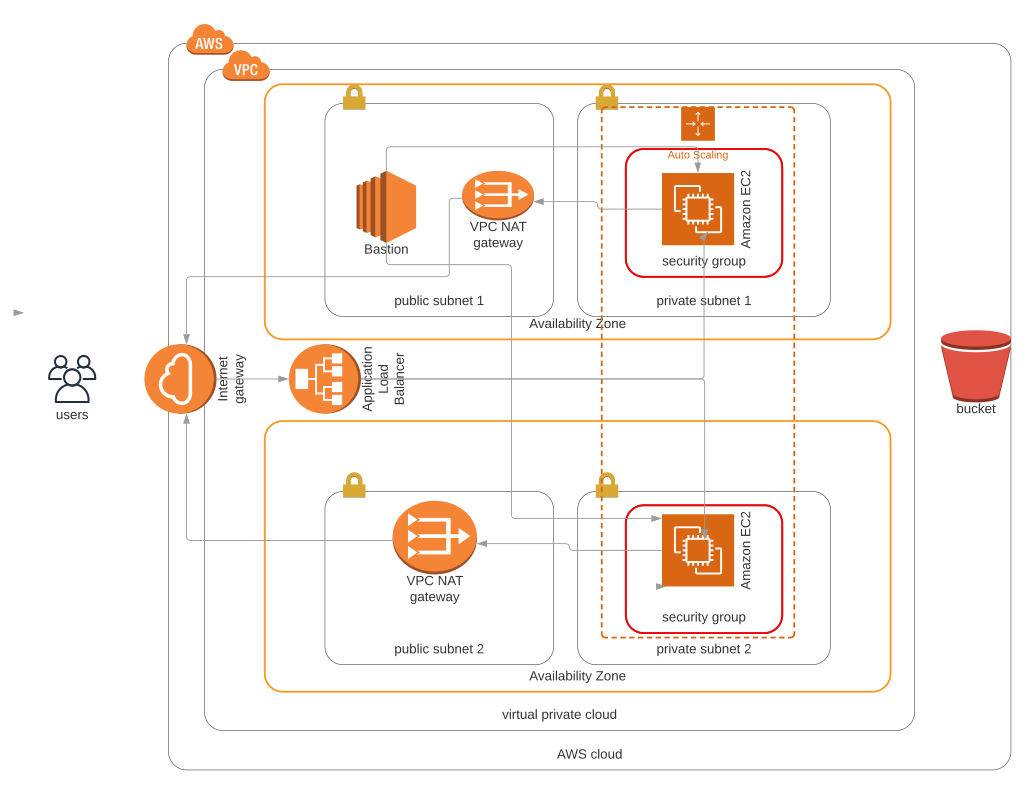 AWS
VPC
Auto Scaling
Amazon EC2
VPC NAT
gateway
Bastion
security group
public subnet 1
private subnet 1
Availability Zone
users
Internet
gateway
Application
Load
Balancer
bucket
Amazon EC2
VPC NAT
gateway
security group
public subnet 2
private subnet 2
Availability Zone
virtual private cloud
AWS cloud